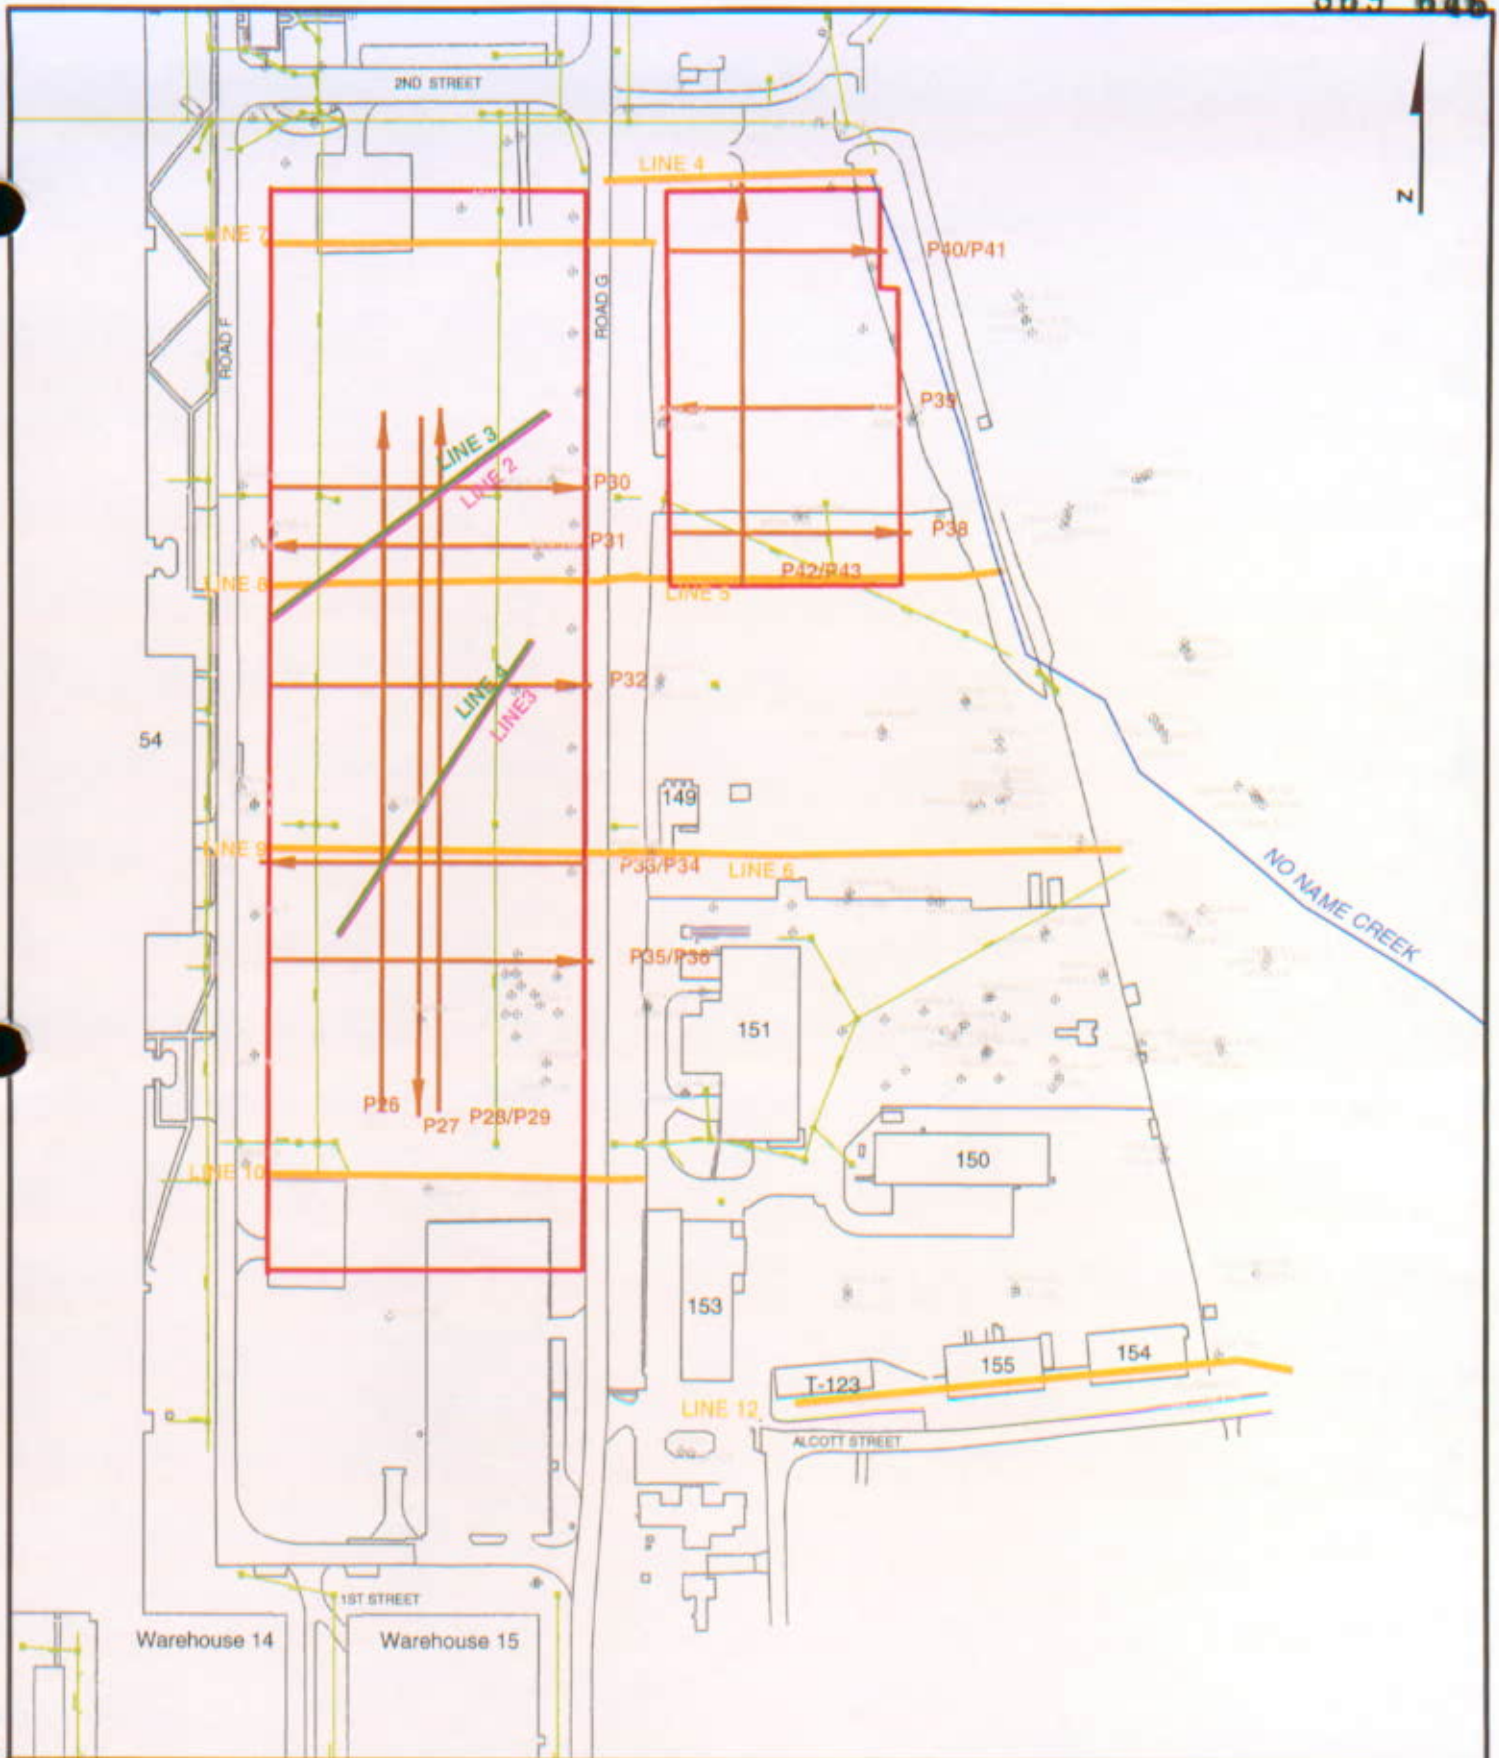 2ND STREET
LINE 4
N
LINE 7
P40/P41
ROAD F
ROAD G
P39
LINE 3
LINE 2
P30
P38
P31
P42/P43
LINE 8
LINE 5
P32
LINE 4
LINE3
54
149
LINE 9
P33/P34
LINE 6
NO NAME CREEK
P35/P36
151
P26
P27
P28/P29
150
LINE 10
153
154
155
T-123
LINE 12
ALCOTT STREET
1ST STREET
Warehouse 14
Warehouse 15